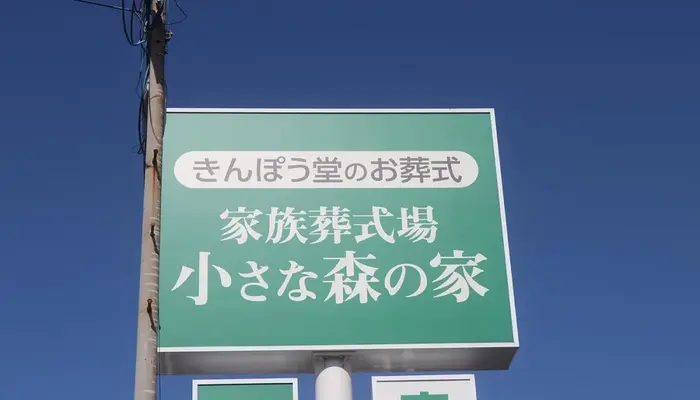 きんぽう堂のお葬式
家族葬式場
小さな森の家